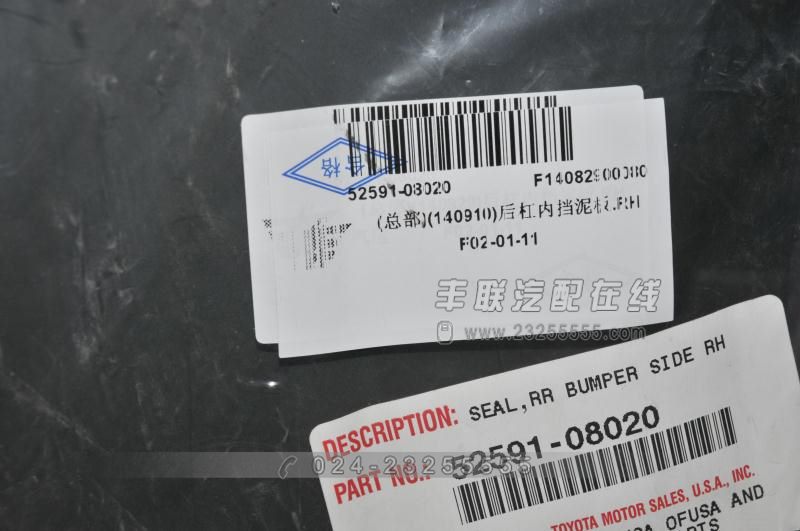 合格
52591-08020 F14082900080
(总部)(140910)后杠内挡泥板.RH
F02-01-11
丰联汽配在线
www.23255555.com
DESCRIPTION: SEAL,RR BUMPER SIDE RH
PART NO.: 52591-08020
024-23255555
TOYOTA MOTOR SALES, U.S.A., INC.
OFUSA AND